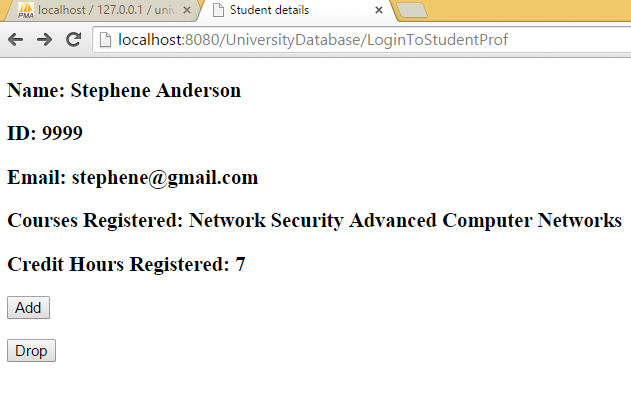 PMA localhost / 127.0.0.1 / univ
Student details
localhost:8080/UniversityDatabase/LoginToStudentProf
Name: Stephene Anderson
ID: 9999
Email: stephene@gmail.com
Courses Registered: Network Security Advanced Computer Networks
Credit Hours Registered: 7
Add
Drop